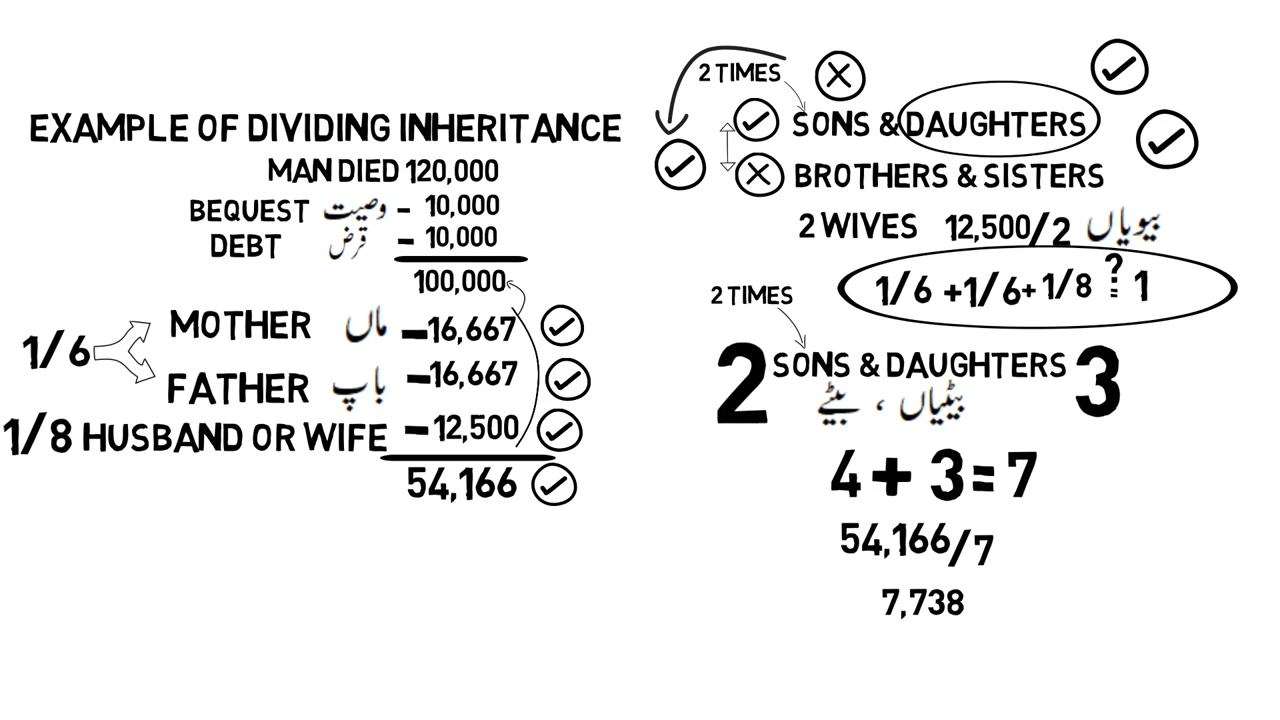 EXAMPLE OF DIVIDING INHERITANCE
MAN DIED 120,000
BEQUEST وصیت - 10,000
DEBT قرض - 10,000
100,000
1/6
MOTHER ماں -16,667
FATHER باپ -16,667
1/8 HUSBAND OR WIFE -12,500
54,166
2 TIMES
SONS & DAUGHTERS
BROTHERS & SISTERS
2 WIVES 12,500/2 بیویاں
1/6 +1/6+ 1/8 ?= 1
2 TIMES
2 SONS & DAUGHTERS 3
بیٹیاں ، بیٹے
4 + 3 = 7
54,166/7
7,738